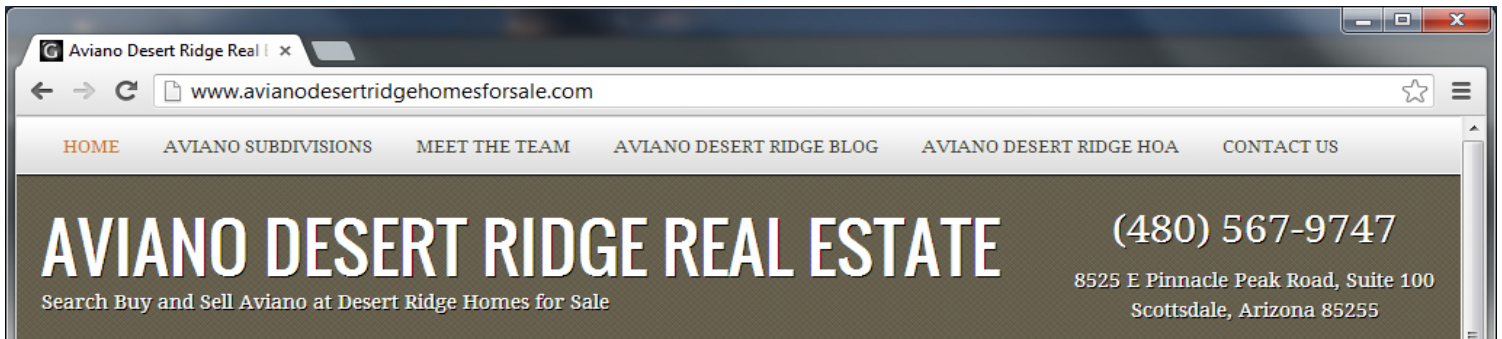 Aviano Desert Ridge Real
www.avianodesertridgehomesforsale.com
HOME AVIANO SUBDIVISIONS MEET THE TEAM AVIANO DESERT RIDGE BLOG AVIANO DESERT RIDGE HOA CONTACT US
AVIANO DESERT RIDGE REAL ESTATE
Search Buy and Sell Aviano at Desert Ridge Homes for Sale
(480) 567-9747
8525 E Pinnacle Peak Road, Suite 100
Scottsdale, Arizona 85255